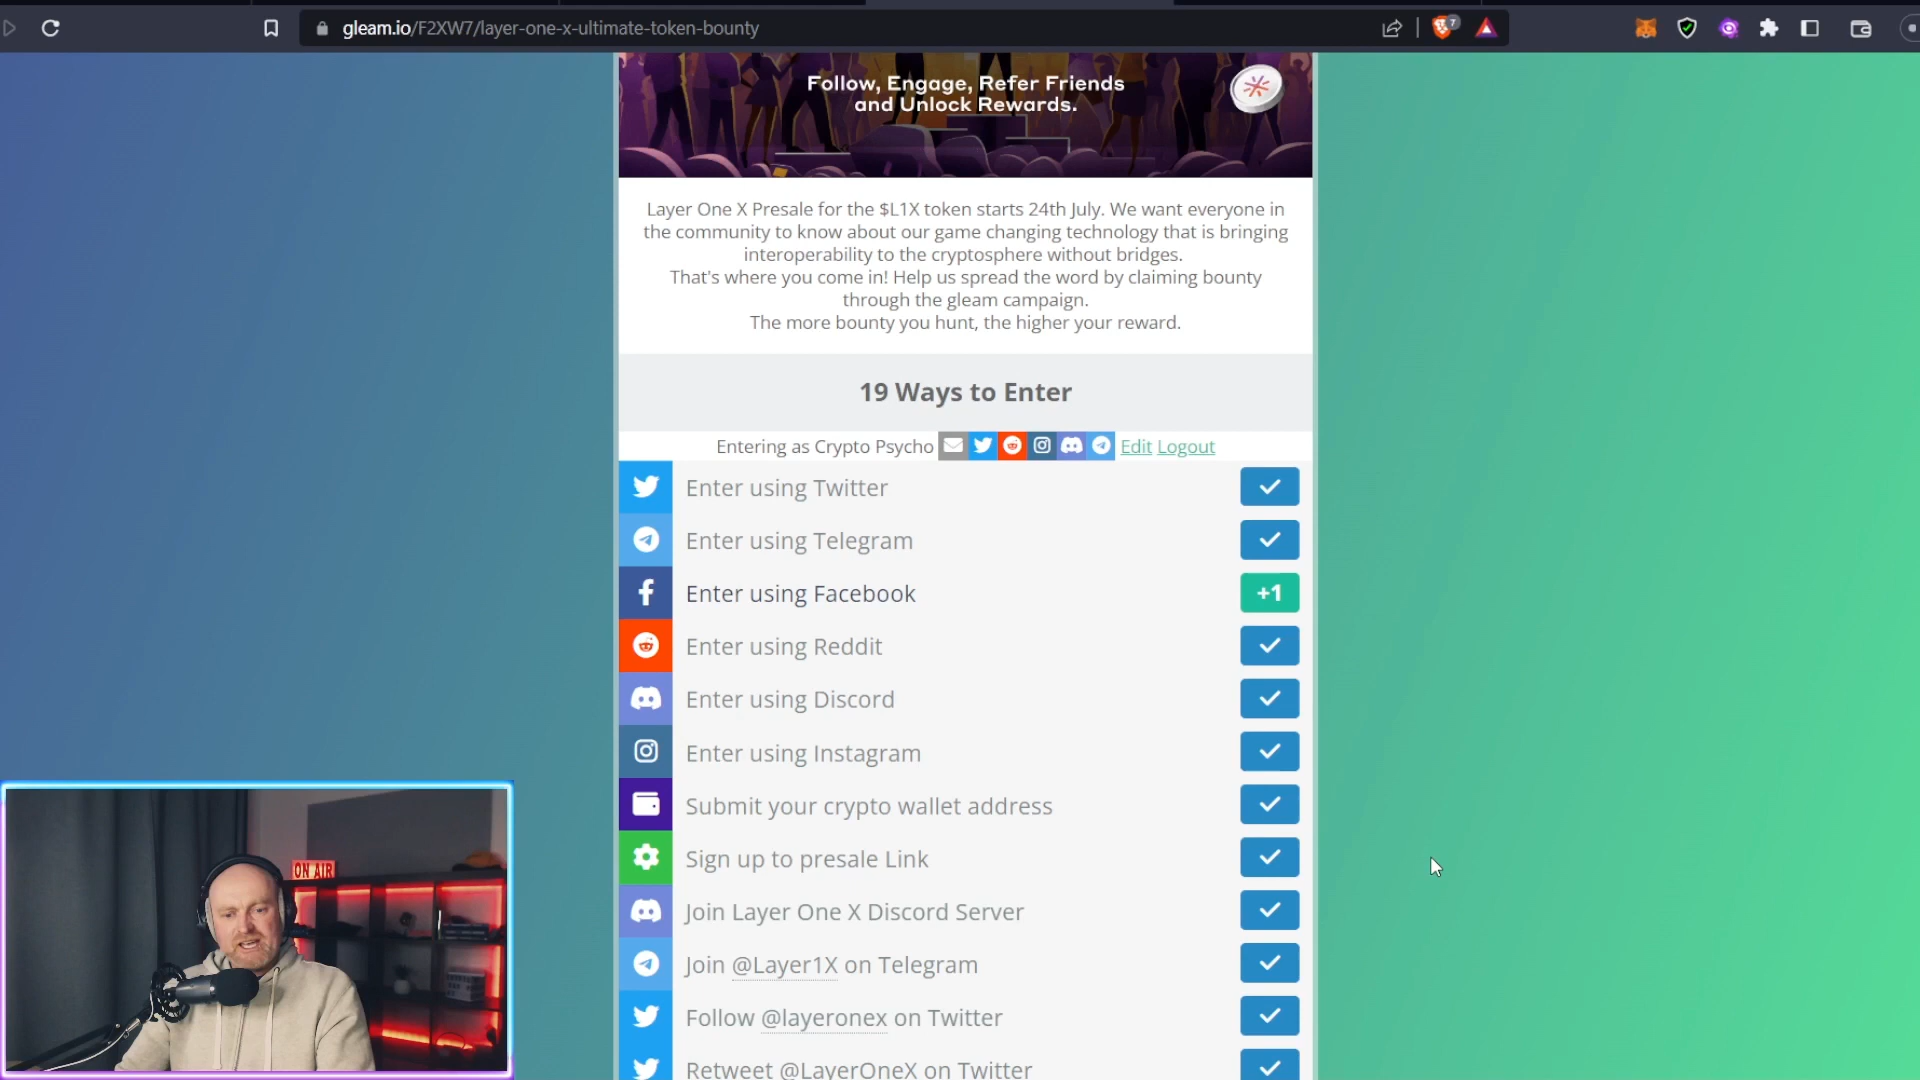 gleam.io/F2XW7/layer-one-x-ultimate-token-bounty
7
Follow, Engage, Refer Friends
and Unlock Rewards.
Layer One X Presale for the $L1X token starts 24th July. We want everyone in
the community to know about our game changing technology that is bringing
interoperability to the cryptosphere without bridges.
That's where you come in! Help us spread the word by claiming bounty
through the gleam campaign.
The more bounty you hunt, the higher your reward.
19 Ways to Enter
Entering as Crypto Psycho Edit Logout
Enter using Twitter
Enter using Telegram
Enter using Facebook +1
Enter using Reddit
Enter using Discord
Enter using Instagram
Submit your crypto wallet address
Sign up to presale Link
Join Layer One X Discord Server
Join @Layer1X on Telegram
Follow @layeronex on Twitter
Retweet @LayerOneX on Twitter
ON AIR